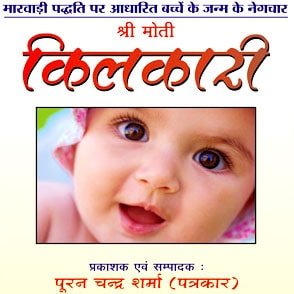 मारवाड़ी पद्धति पर आधारित बच्चे के जन्म के नेगचार
श्री मोती
किलकारी
प्रकाशक एवं सम्पादक :
पूरन चन्द्र शर्मा (पत्रकार)